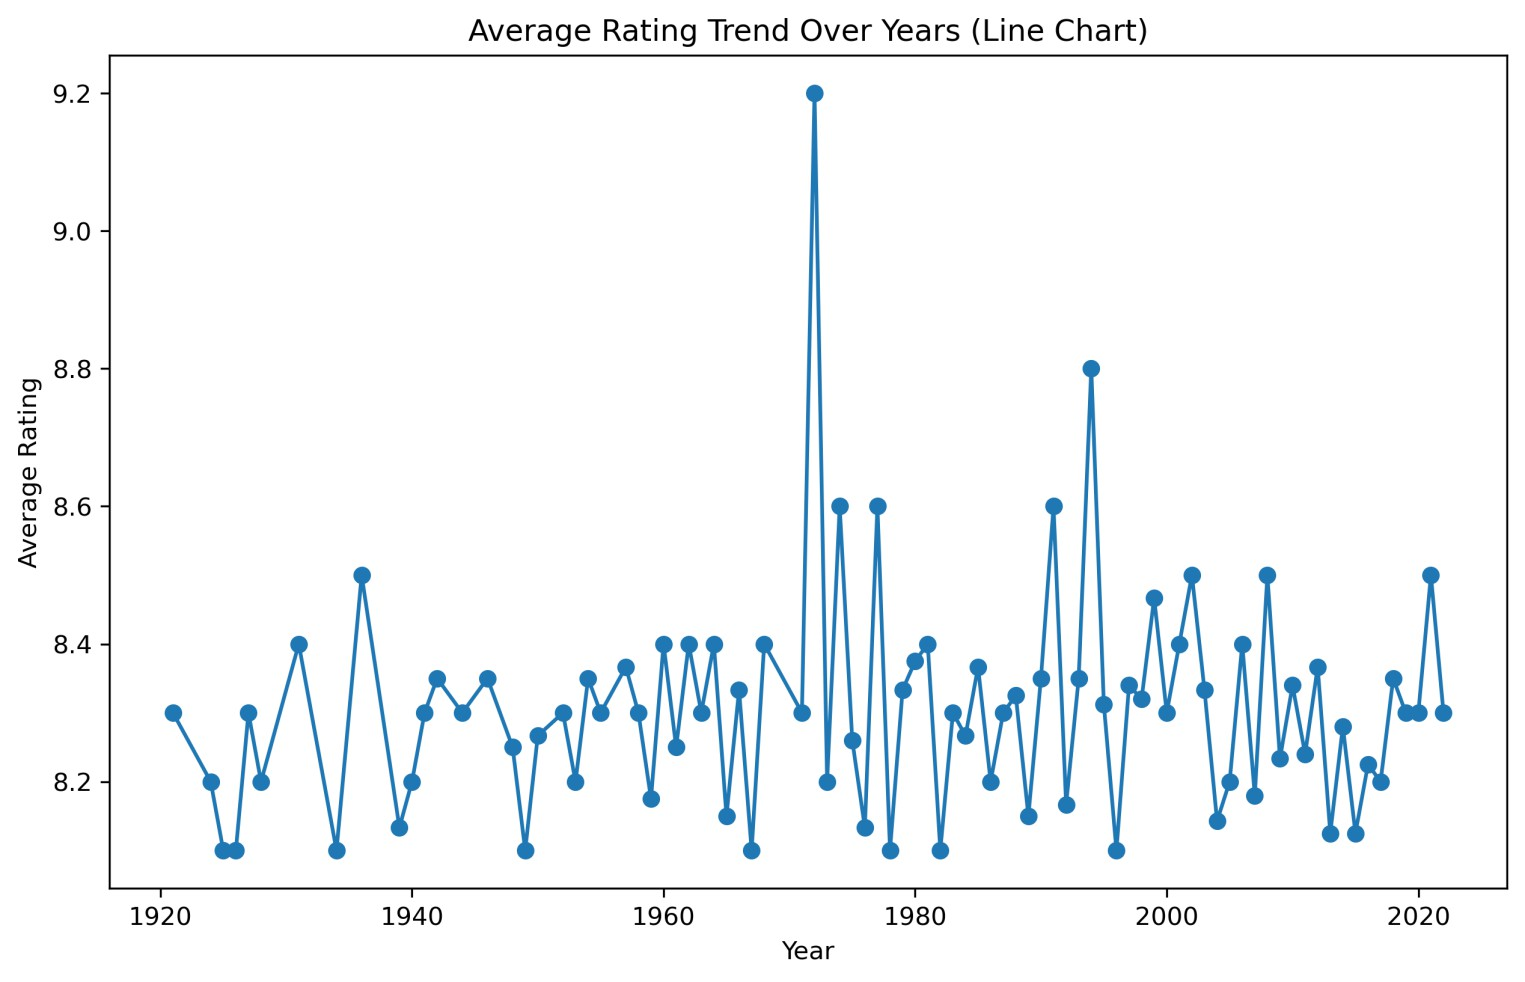 Average Rating Trend Over Years (Line Chart)
Average Rating
9.2
9.0
8.8
8.6
8.4
8.2
1920 1940 1960 1980 2000 2020
Year